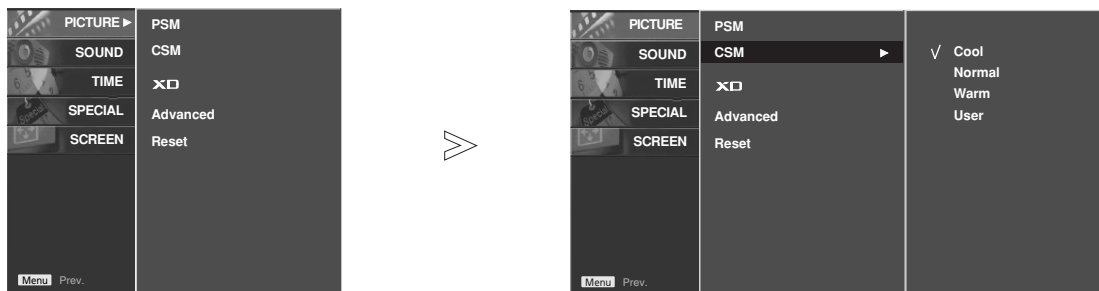 PICTURE ► PSM
SOUND CSM
TIME XD
SPECIAL Advanced
SCREEN Reset
Menu Prev.
PICTURE PSM
SOUND CSM ► √ Cool
Normal
TIME XD Warm
SPECIAL Advanced User
SCREEN Reset
Menu Prev.